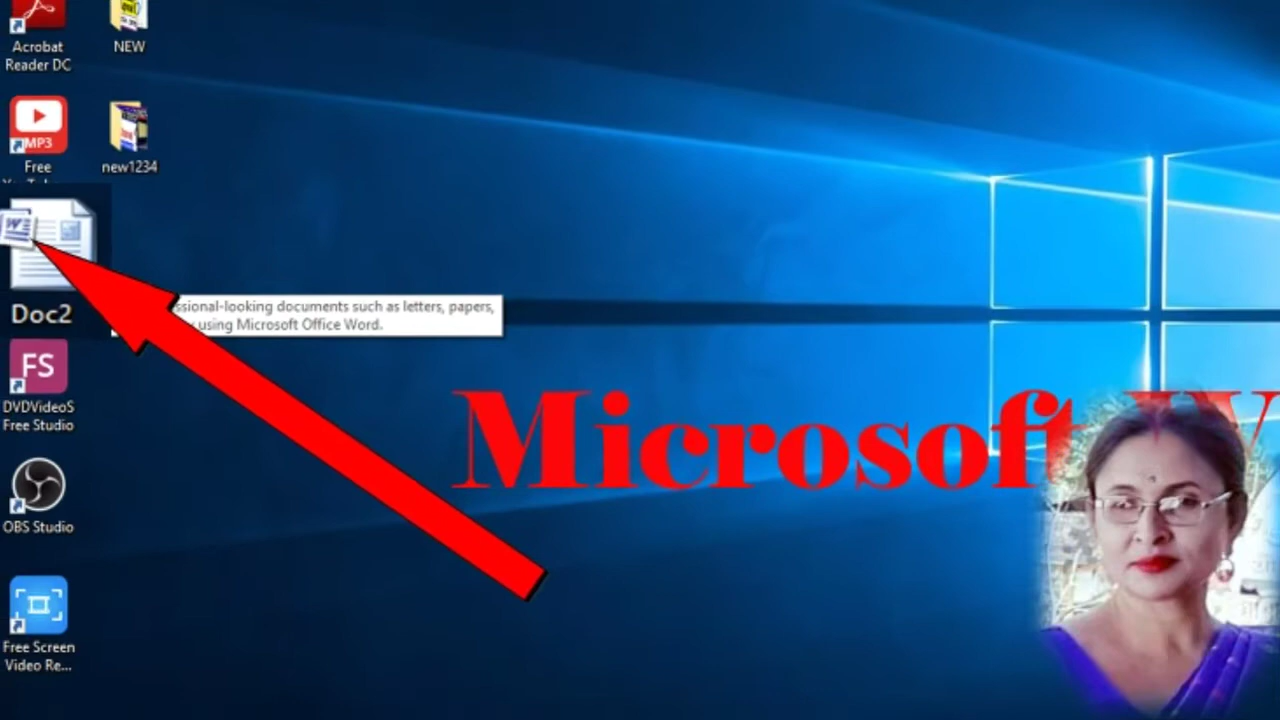 Acrobat
Reader DC
NEW
MP3
Free
new1234
W
Doc2
ssional-looking documents such as letters, papers,
using Microsoft Office Word.
FS
DVDVideoS
Free Studio
OBS Studio
Free Screen
Video Re...
Microsoft W